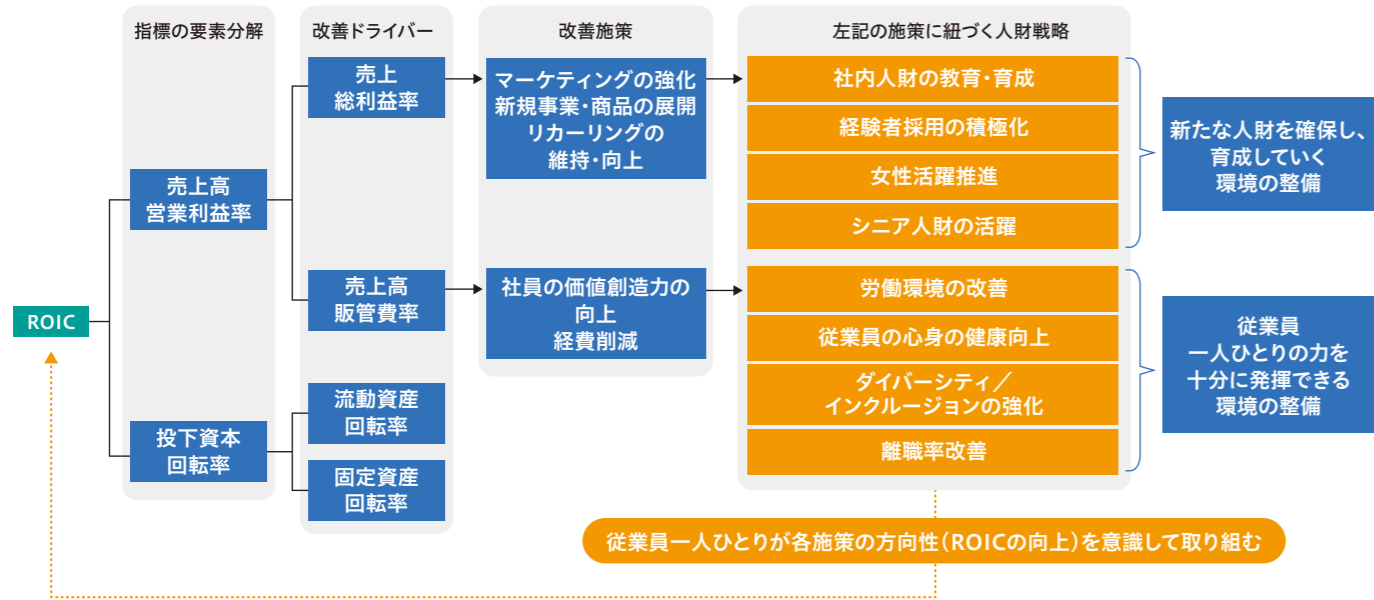 指標の要素分解
改善ドライバー
改善施策
左記の施策に紐づく人財戦略
ROIC
売上高
営業利益率
投下資本
回転率
売上
総利益率
売上高
販管費率
流動資産
回転率
固定資産
回転率
マーケティングの強化
新規事業・商品の展開
リカーリングの
維持・向上
社員の価値創造力の
向上
経費削減
社内人財の教育・育成
経験者採用の積極化
女性活躍推進
シニア人財の活躍
労働環境の改善
従業員の心身の健康向上
ダイバーシティ／
インクルージョンの強化
離職率改善
新たな人財を確保し、
育成していく
環境の整備
従業員
一人ひとりの力を
十分に発揮できる
環境の整備
従業員一人ひとりが各施策の方向性（ROICの向上）を意識して取り組む